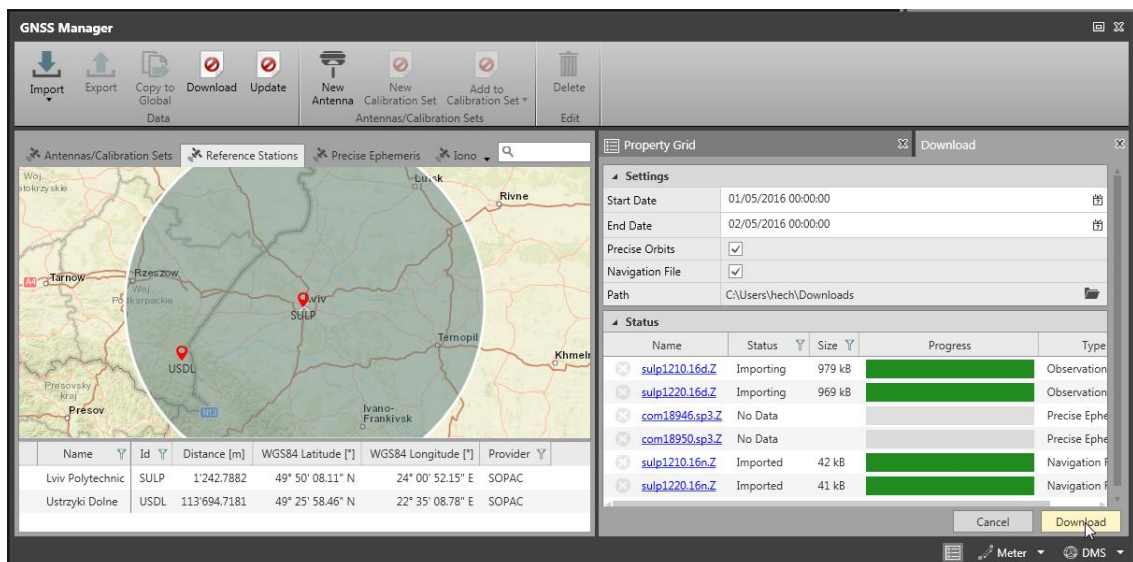 GNSS Manager
Import
Export
Copy to
Global
Download
Update
New
Antenna
New
Calibration Set
Add to
Calibration Set
Delete
Data
Antennas/Calibration Sets
Edit
Antennas/Calibration Sets
Reference Stations
Precise Ephemeris
Iono
Property Grid
Download
Settings
Start Date 01/05/2016 00:00:00
End Date 02/05/2016 00:00:00
Precise Orbits
Navigation File
Path C:\Users\hech\Downloads
Status
Name Status Size Progress Type
sulp1210.16d.Z Importing 979 kB Observation
sulp1220.16d.Z Importing 969 kB Observation
com18946.sp3.Z No Data Precise Ephe
com18950.sp3.Z No Data Precise Ephe
sulp1210.16n.Z Imported 42 kB Navigation F
sulp1220.16n.Z Imported 41 kB Navigation F
Cancel Download
Rivne
Tarnow
Rzeszow
Woj.
SULP
Ternopil
USDL
Khmeln
Presovsky
kraj
Presov
N13
Ivano-
Frankivsk
Name Id Distance [m] WGS84 Latitude [°] WGS84 Longitude [°] Provider
Lviv Polytechnic SULP 1'242.7882 49° 50' 08.11" N 24° 00' 52.15" E SOPAC
Ustrzyki Dolne USDL 113'694.7181 49° 25' 58.46" N 22° 35' 08.78" E SOPAC
Meter DMS